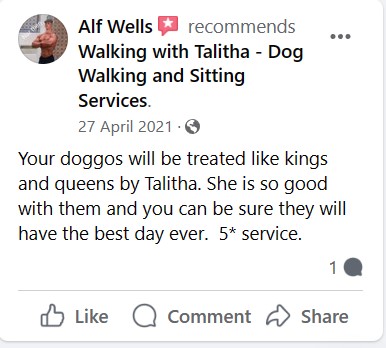 Alf Wells recommends
Walking with Talitha - Dog
Walking and Sitting
Services.
27 April 2021 ·
Your doggos will be treated like kings
and queens by Talitha. She is so good
with them and you can be sure they will
have the best day ever.  5* service.
1
Like Comment Share